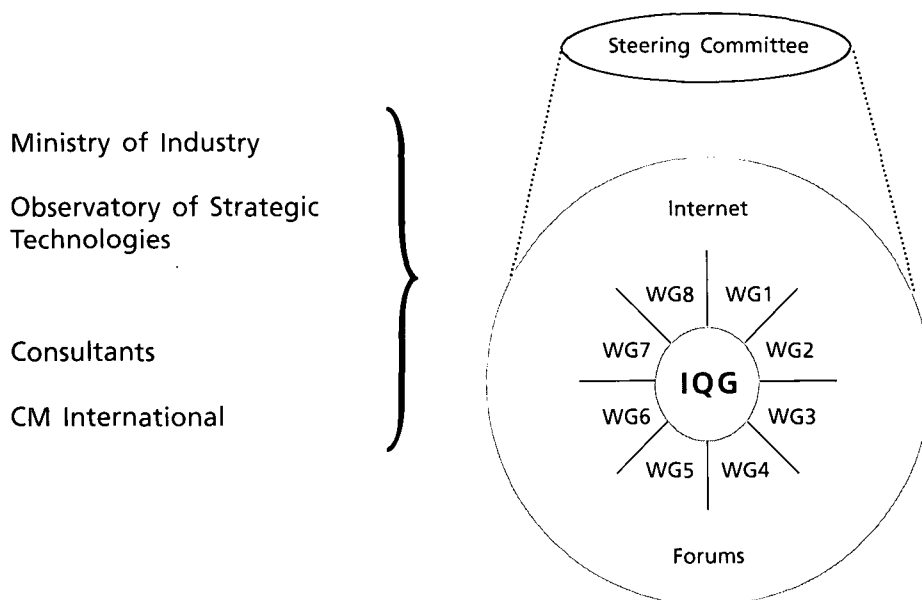 Steering Committee
Ministry of Industry
Observatory of Strategic
Technologies
Consultants
CM International
Internet
WG8
WG1
WG7
WG2
IQG
WG6
WG3
WG5
WG4
Forums